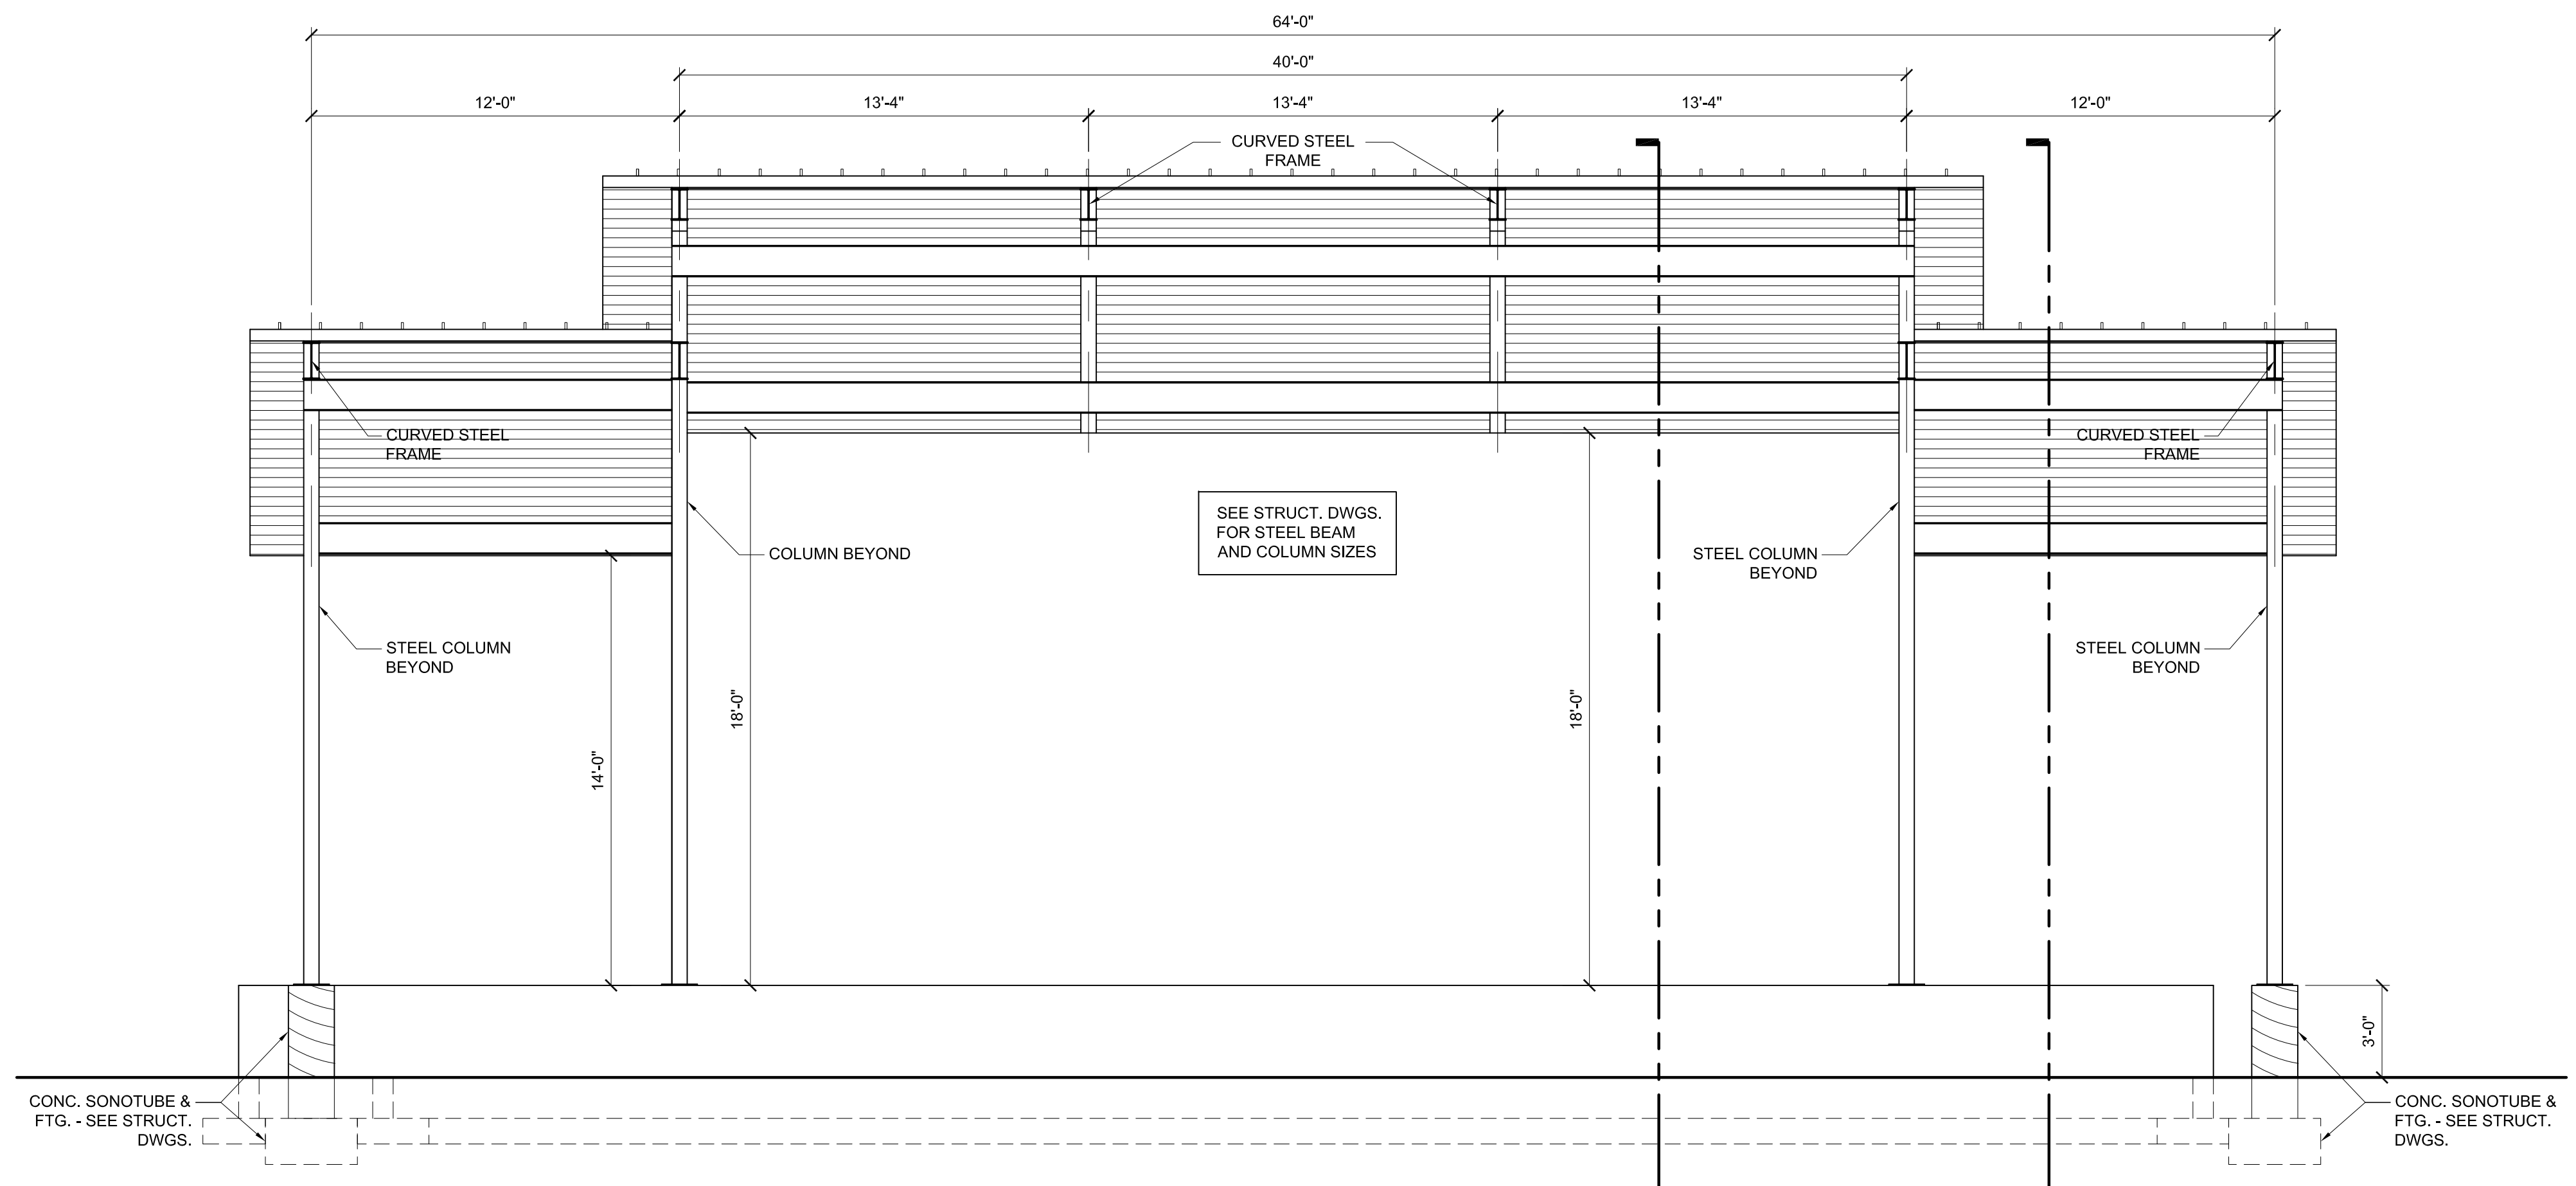 64'-0"
40'-0"
12'-0"
13'-4"
13'-4"
13'-4"
12'-0"
CURVED STEEL
FRAME
CURVED STEEL
FRAME
CURVED STEEL
FRAME
SEE STRUCT. DWGS.
FOR STEEL BEAM
AND COLUMN SIZES
COLUMN BEYOND
STEEL COLUMN
BEYOND
STEEL COLUMN
BEYOND
STEEL COLUMN
BEYOND
14'-0"
18'-0"
18'-0"
3'-0"
CONC. SONOTUBE &
FTG. - SEE STRUCT.
DWGS.
CONC. SONOTUBE &
FTG. - SEE STRUCT.
DWGS.